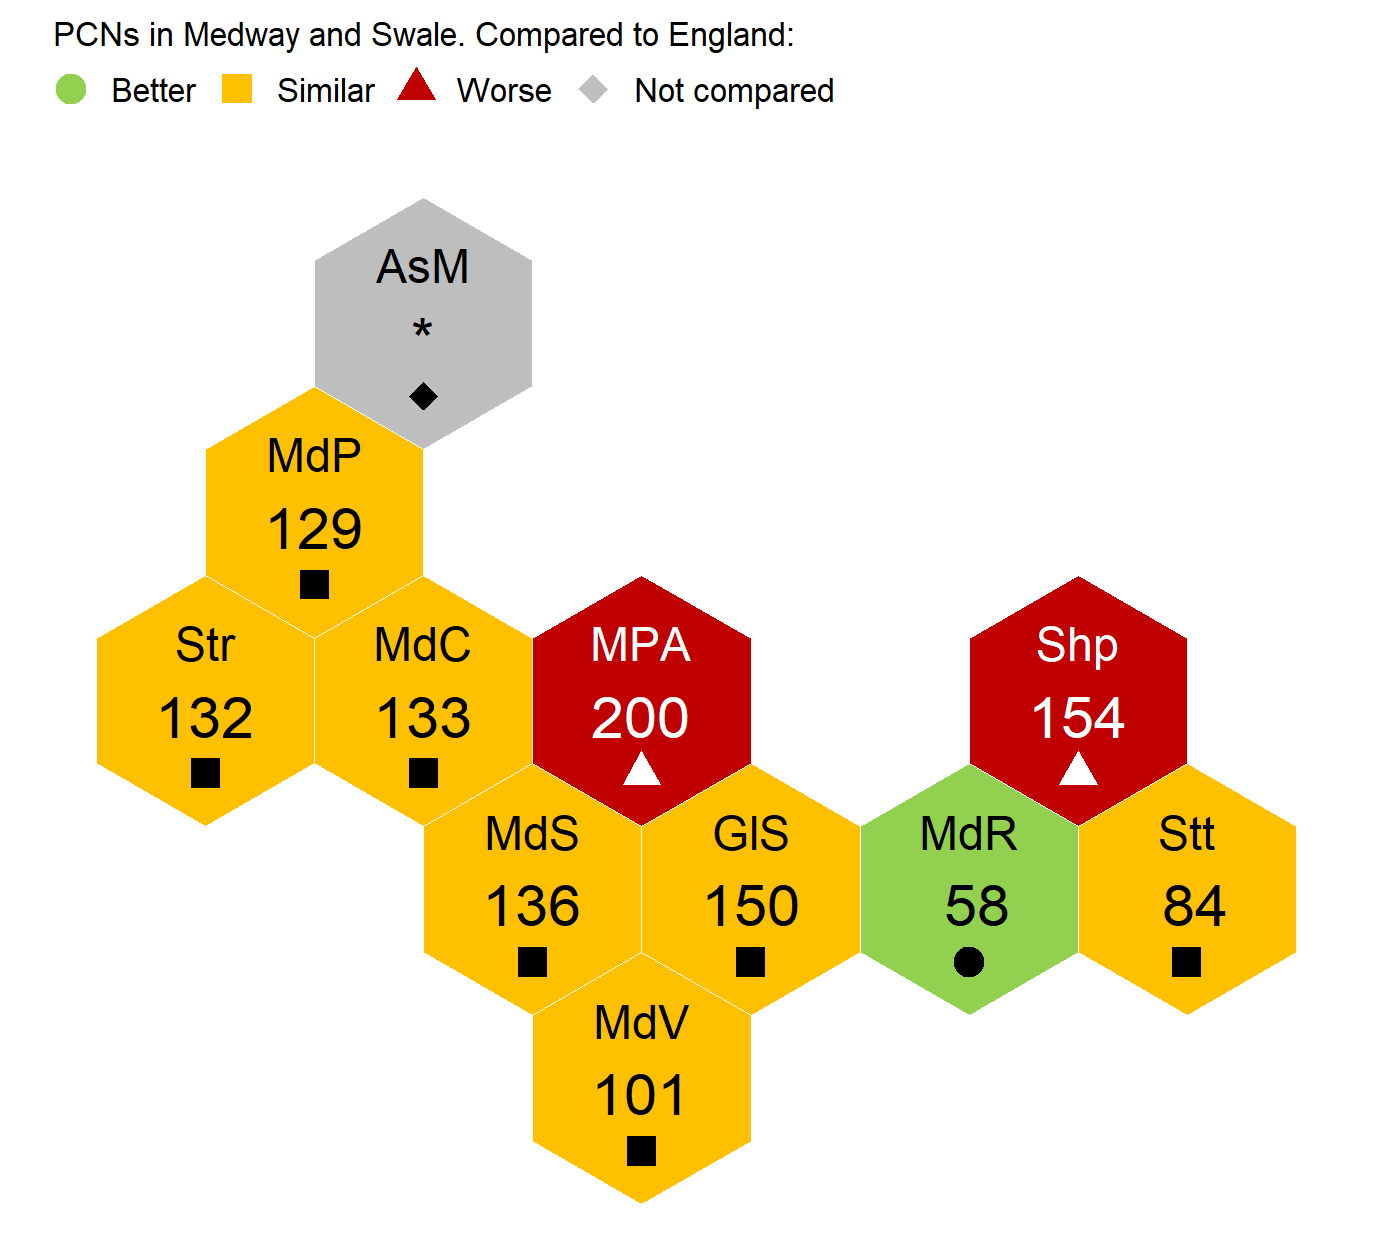 PCNs in Medway and Swale. Compared to England:
Better Similar Worse Not compared
AsM
*
MdP
129
Str
132
MdC
133
MPA
200
Shp
154
MdS
136
GlS
150
MdR
58
Stt
84
MdV
101